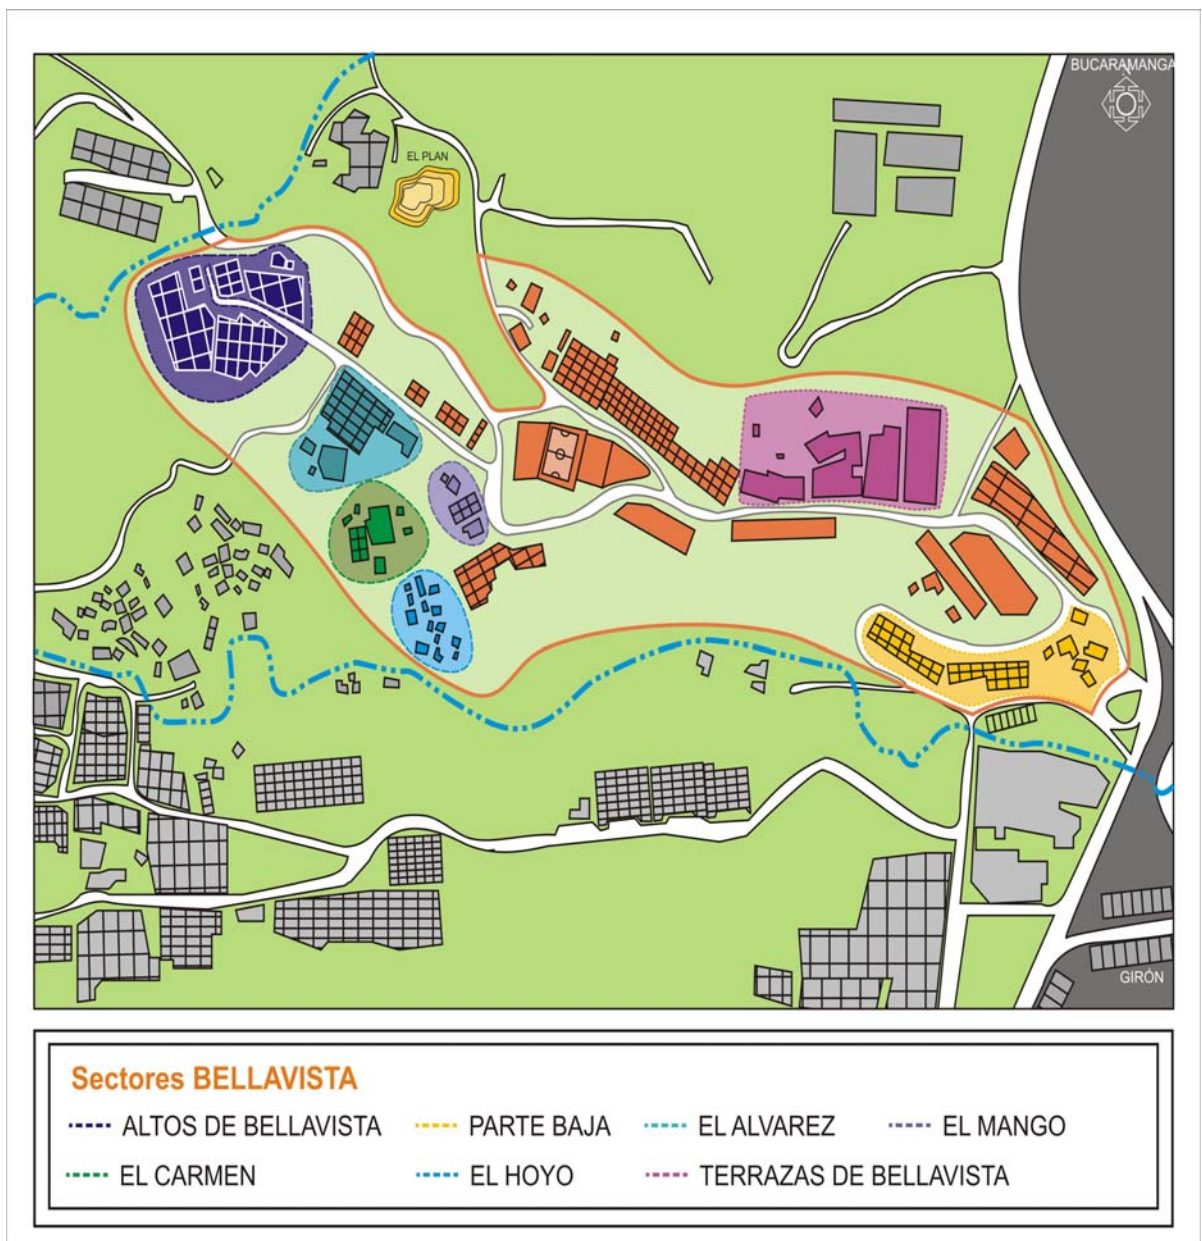 BUCARAMANGA
EL PLAN
GIRÓN
Sectores BELLAVISTA
ALTOS DE BELLAVISTA PARTE BAJA EL ALVAREZ EL MANGO
EL CARMEN EL HOYO TERRAZAS DE BELLAVISTA